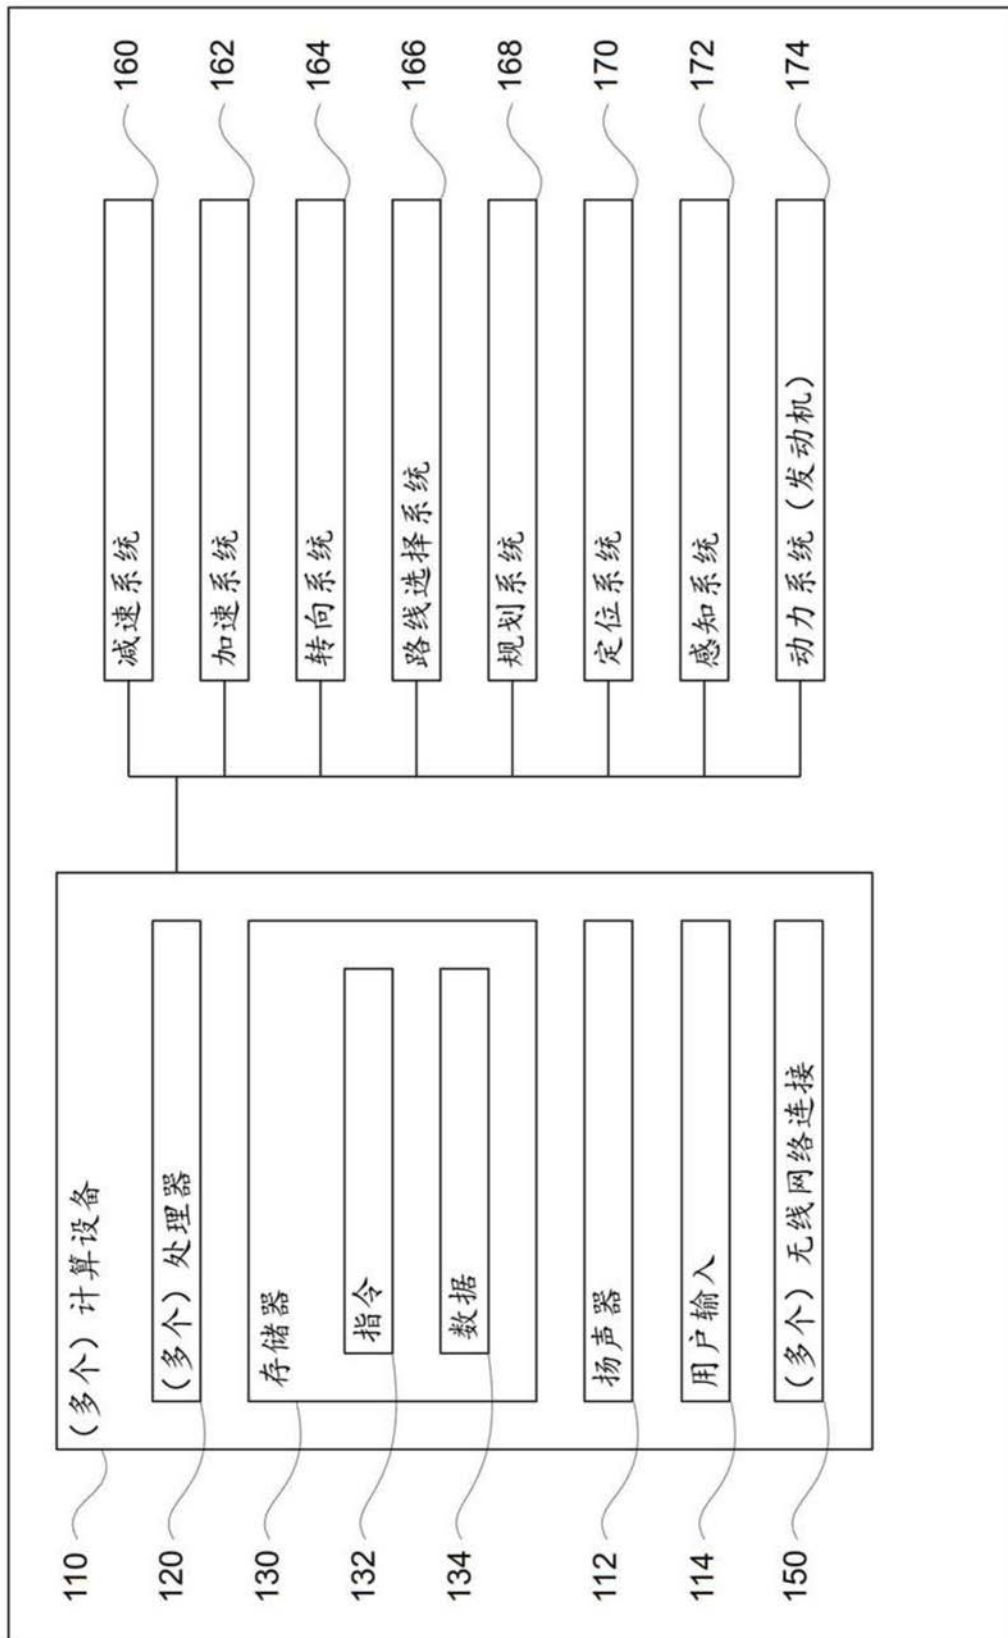 110
(多个) 计算设备
120
(多个) 处理器
130
存储器
132
指令
134
数据
112
扬声器
114
用户输入
150
(多个) 无线网络连接
减速系统
160
加速系统
162
转向系统
164
路线选择系统
166
规划系统
168
定位系统
170
感知系统
172
动力系统 (发动机)
174